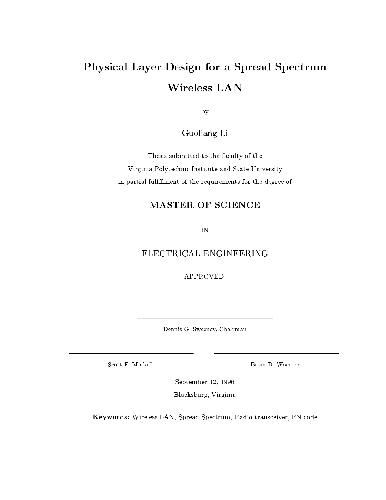 Physical Layer Design for a Spread Spectrum
Wireless LAN
by
Guoliang Li
Thesis submitted to the faculty of the
Virginia Polytechnic Institute and State University
in partial fulfillment of the requirements for the degree of
MASTER OF SCIENCE
IN
ELECTRICAL ENGINEERING
APPROVED
Dennis G. Sweeney, Chairman
Scott F.
Brian D.
September 12, 1996
Blacksburg, Virginia
Keywords: Wireless LAN, Spread Spectrum, Radio transceiver, PN code